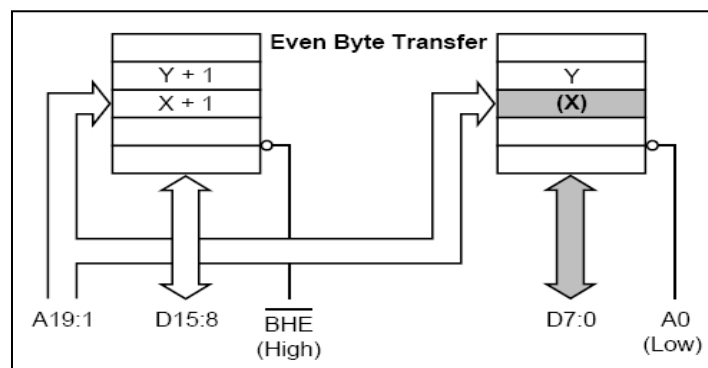 Even Byte Transfer
Y + 1
X + 1
Y
(X)
A19:1
D15:8
BHE
(High)
D7:0
A0
(Low)